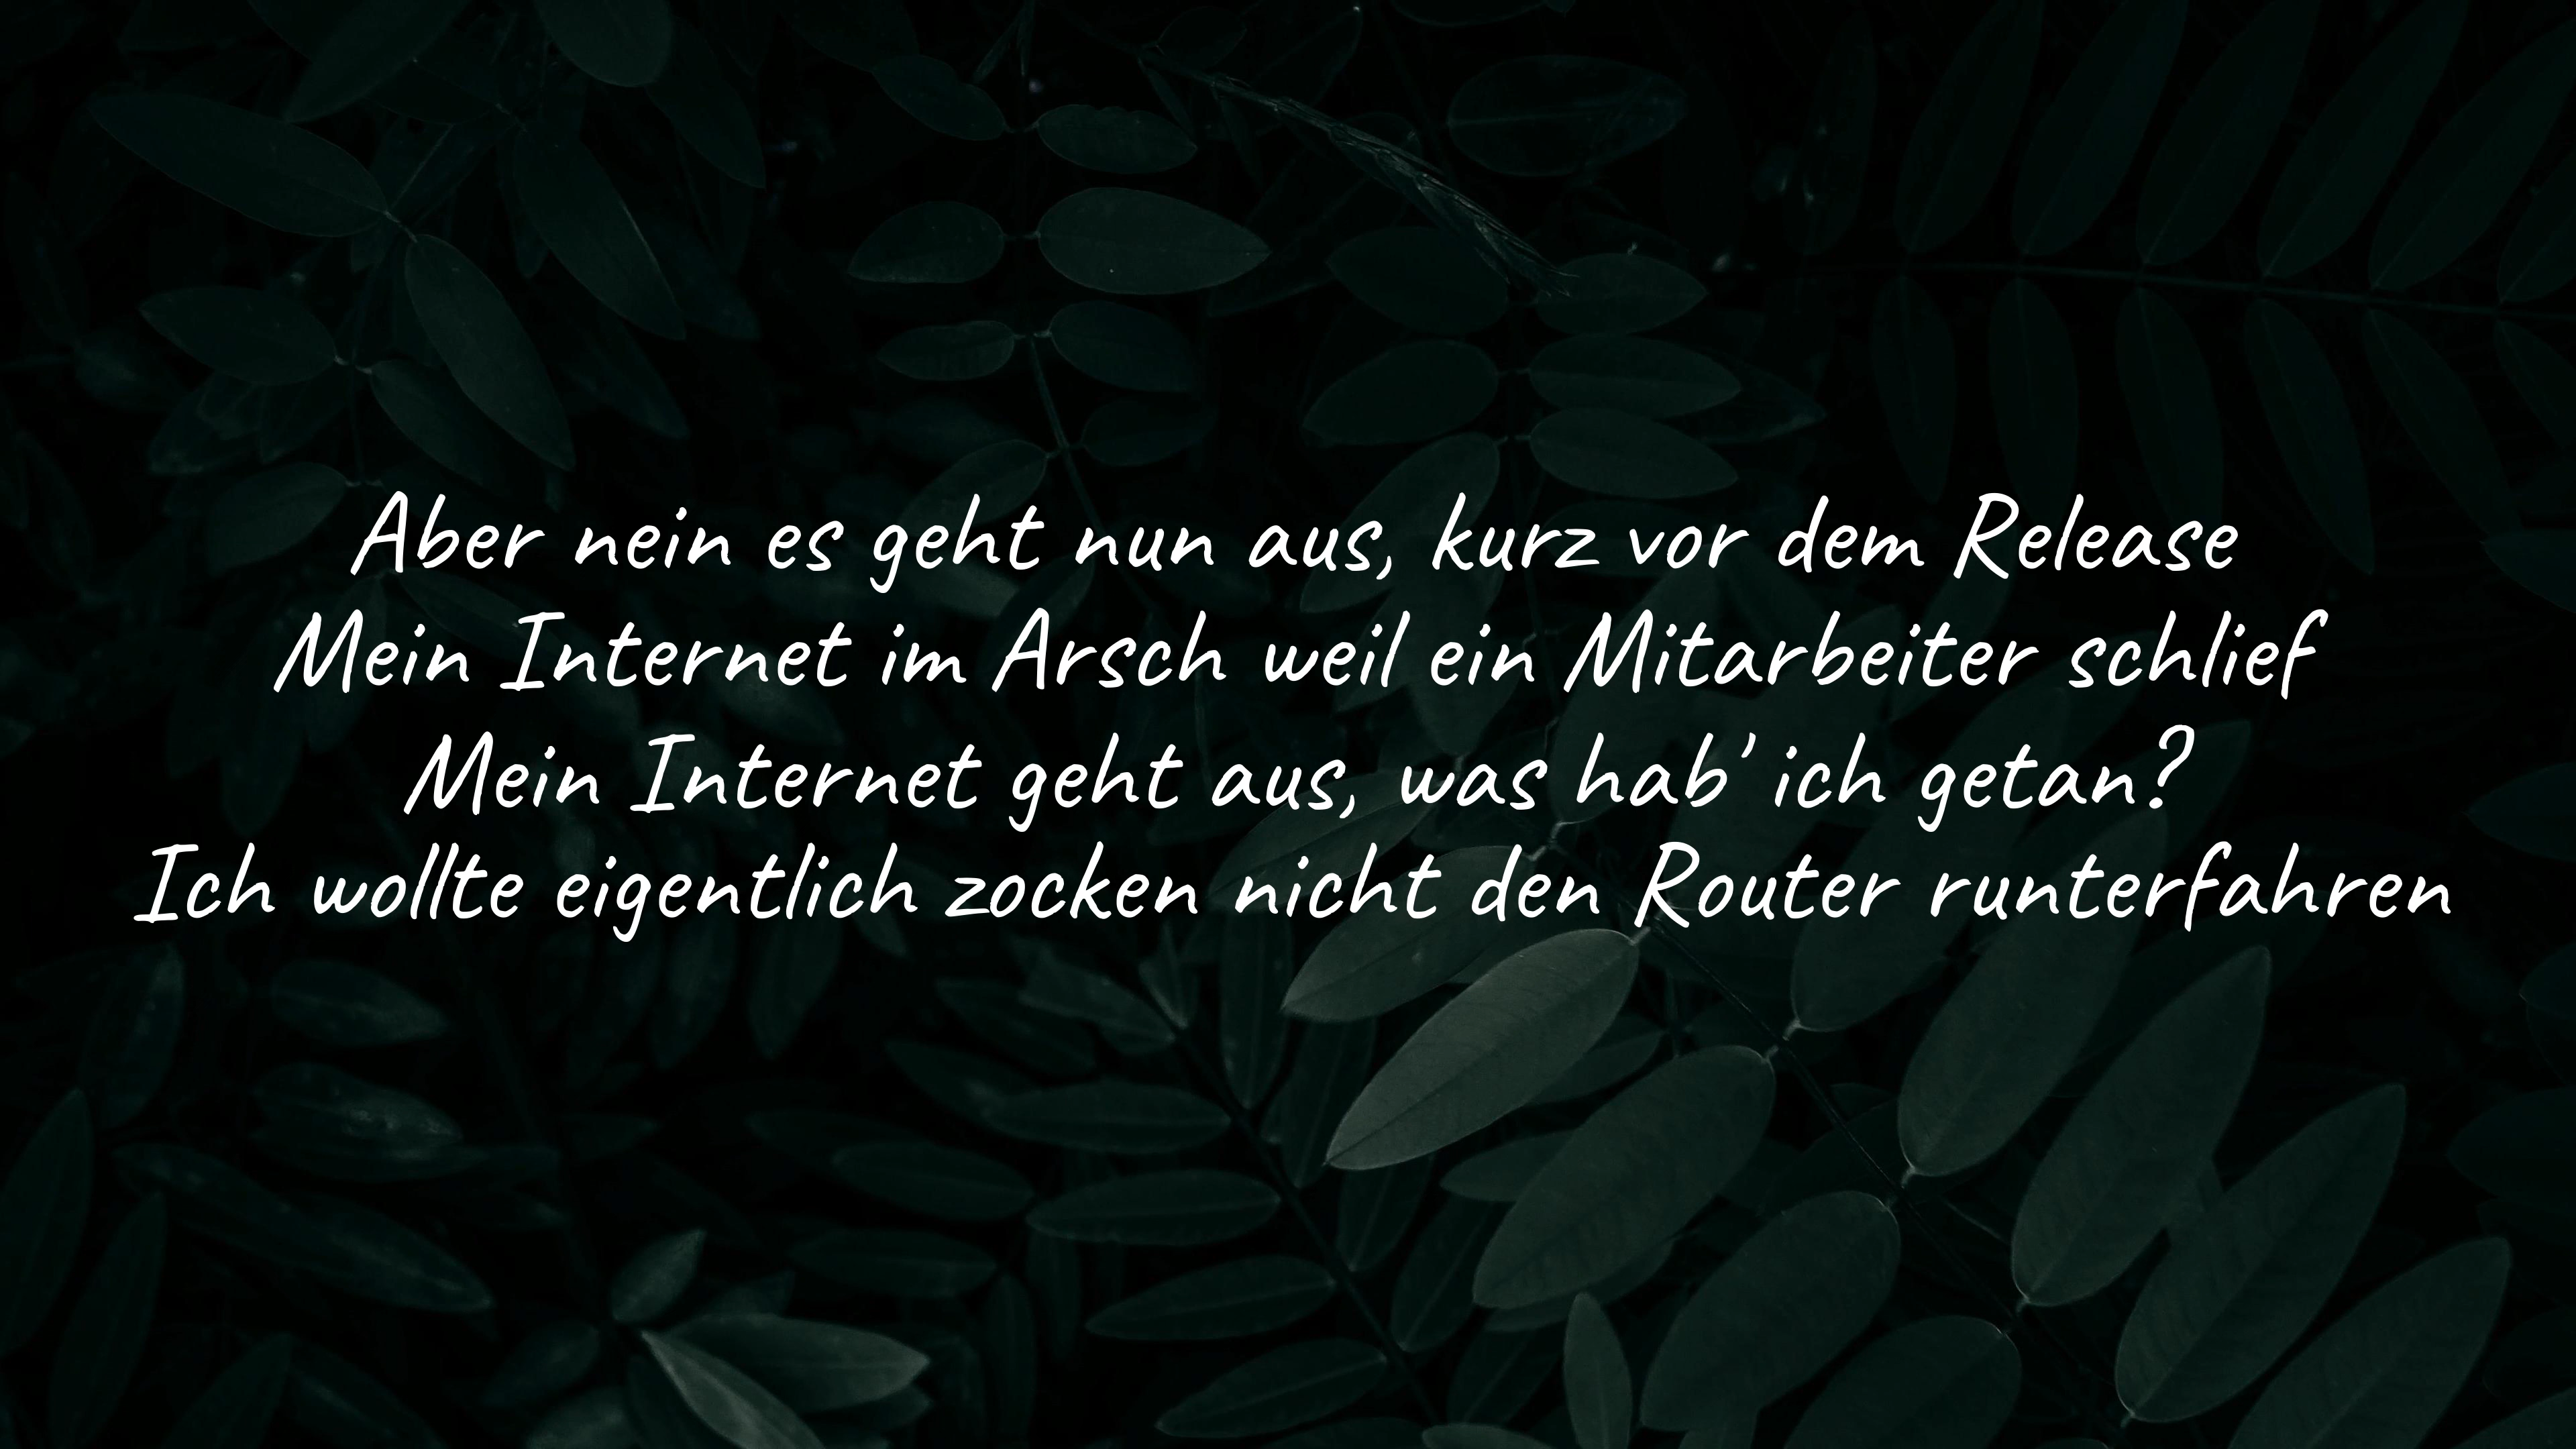 Aber nein es geht nun aus, kurz vor dem Release
Mein Internet im Arsch weil ein Mitarbeiter schlief
Mein Internet geht aus, was hab' ich getan?
Ich wollte eigentlich zocken nicht den Router runterfahren